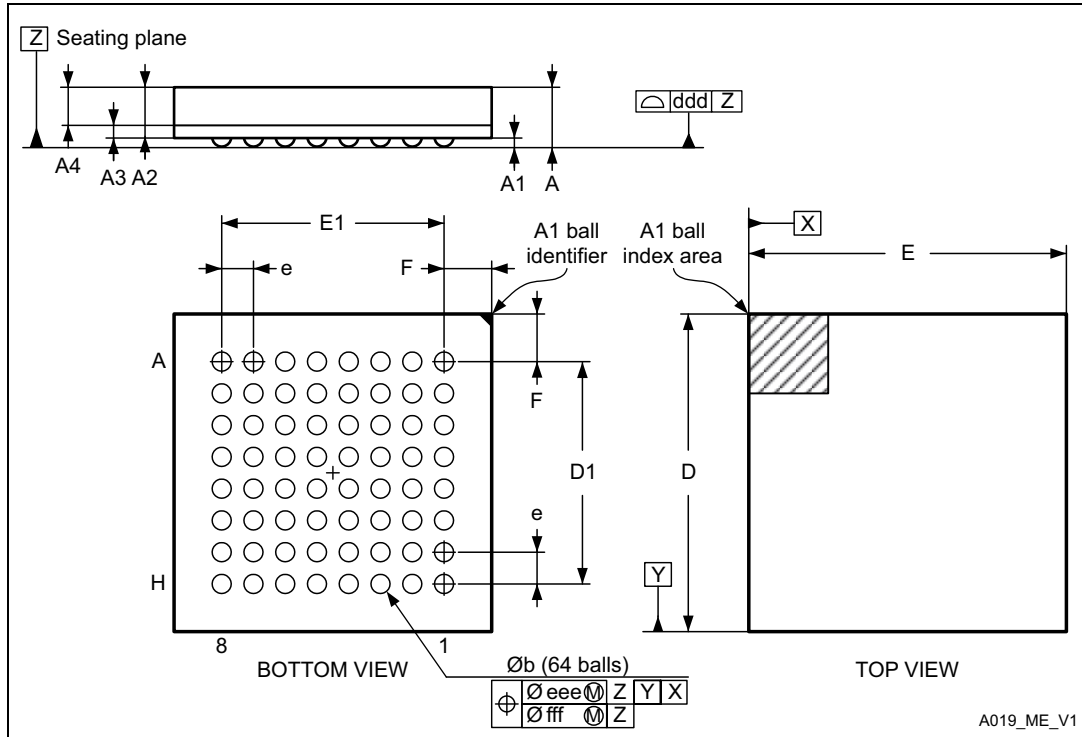 Z Seating plane
ddd Z
A4
A3 A2
A1
A
E1
e
F
A1 ball
identifier
A1 ball
index area
X
E
A
F
D1
D
e
H
Y
8
1
BOTTOM VIEW
Øb (64 balls)
TOP VIEW
Ø eee Ⓜ Z Y X
Ø fff Ⓜ Z
A019_ME_V1